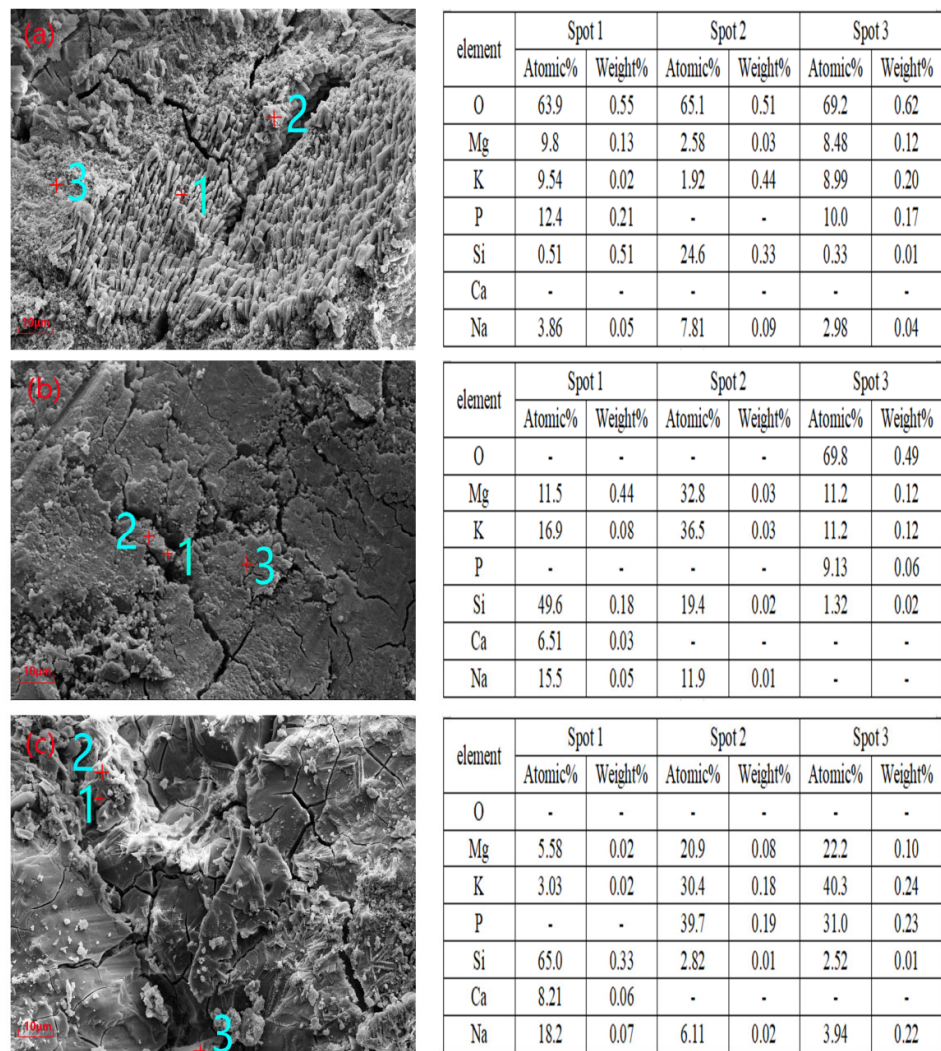 (a)
2
3
1
10μm
element Spot 1 Spot 2 Spot 3
Atomic% Weight% Atomic% Weight% Atomic% Weight%
O 63.9 0.55 65.1 0.51 69.2 0.62
Mg 9.8 0.13 2.58 0.03 8.48 0.12
K 9.54 0.02 1.92 0.44 8.99 0.20
P 12.4 0.21 - - 10.0 0.17
Si 0.51 0.51 24.6 0.33 0.33 0.01
Ca - - - - - -
Na 3.86 0.05 7.81 0.09 2.98 0.04
(b)
2
1
3
10μm
element Spot 1 Spot 2 Spot 3
Atomic% Weight% Atomic% Weight% Atomic% Weight%
O - - - - 69.8 0.49
Mg 11.5 0.44 32.8 0.03 11.2 0.12
K 16.9 0.08 36.5 0.03 11.2 0.12
P - - - - 9.13 0.06
Si 49.6 0.18 19.4 0.02 1.32 0.02
Ca 6.51 0.03 - - - -
Na 15.5 0.05 11.9 0.01 - -
(c)
2
1
10μm
3
element Spot 1 Spot 2 Spot 3
Atomic% Weight% Atomic% Weight% Atomic% Weight%
O - - - - - -
Mg 5.58 0.02 20.9 0.08 22.2 0.10
K 3.03 0.02 30.4 0.18 40.3 0.24
P - - 39.7 0.19 31.0 0.23
Si 65.0 0.33 2.82 0.01 2.52 0.01
Ca 8.21 0.06 - - - -
Na 18.2 0.07 6.11 0.02 3.94 0.22